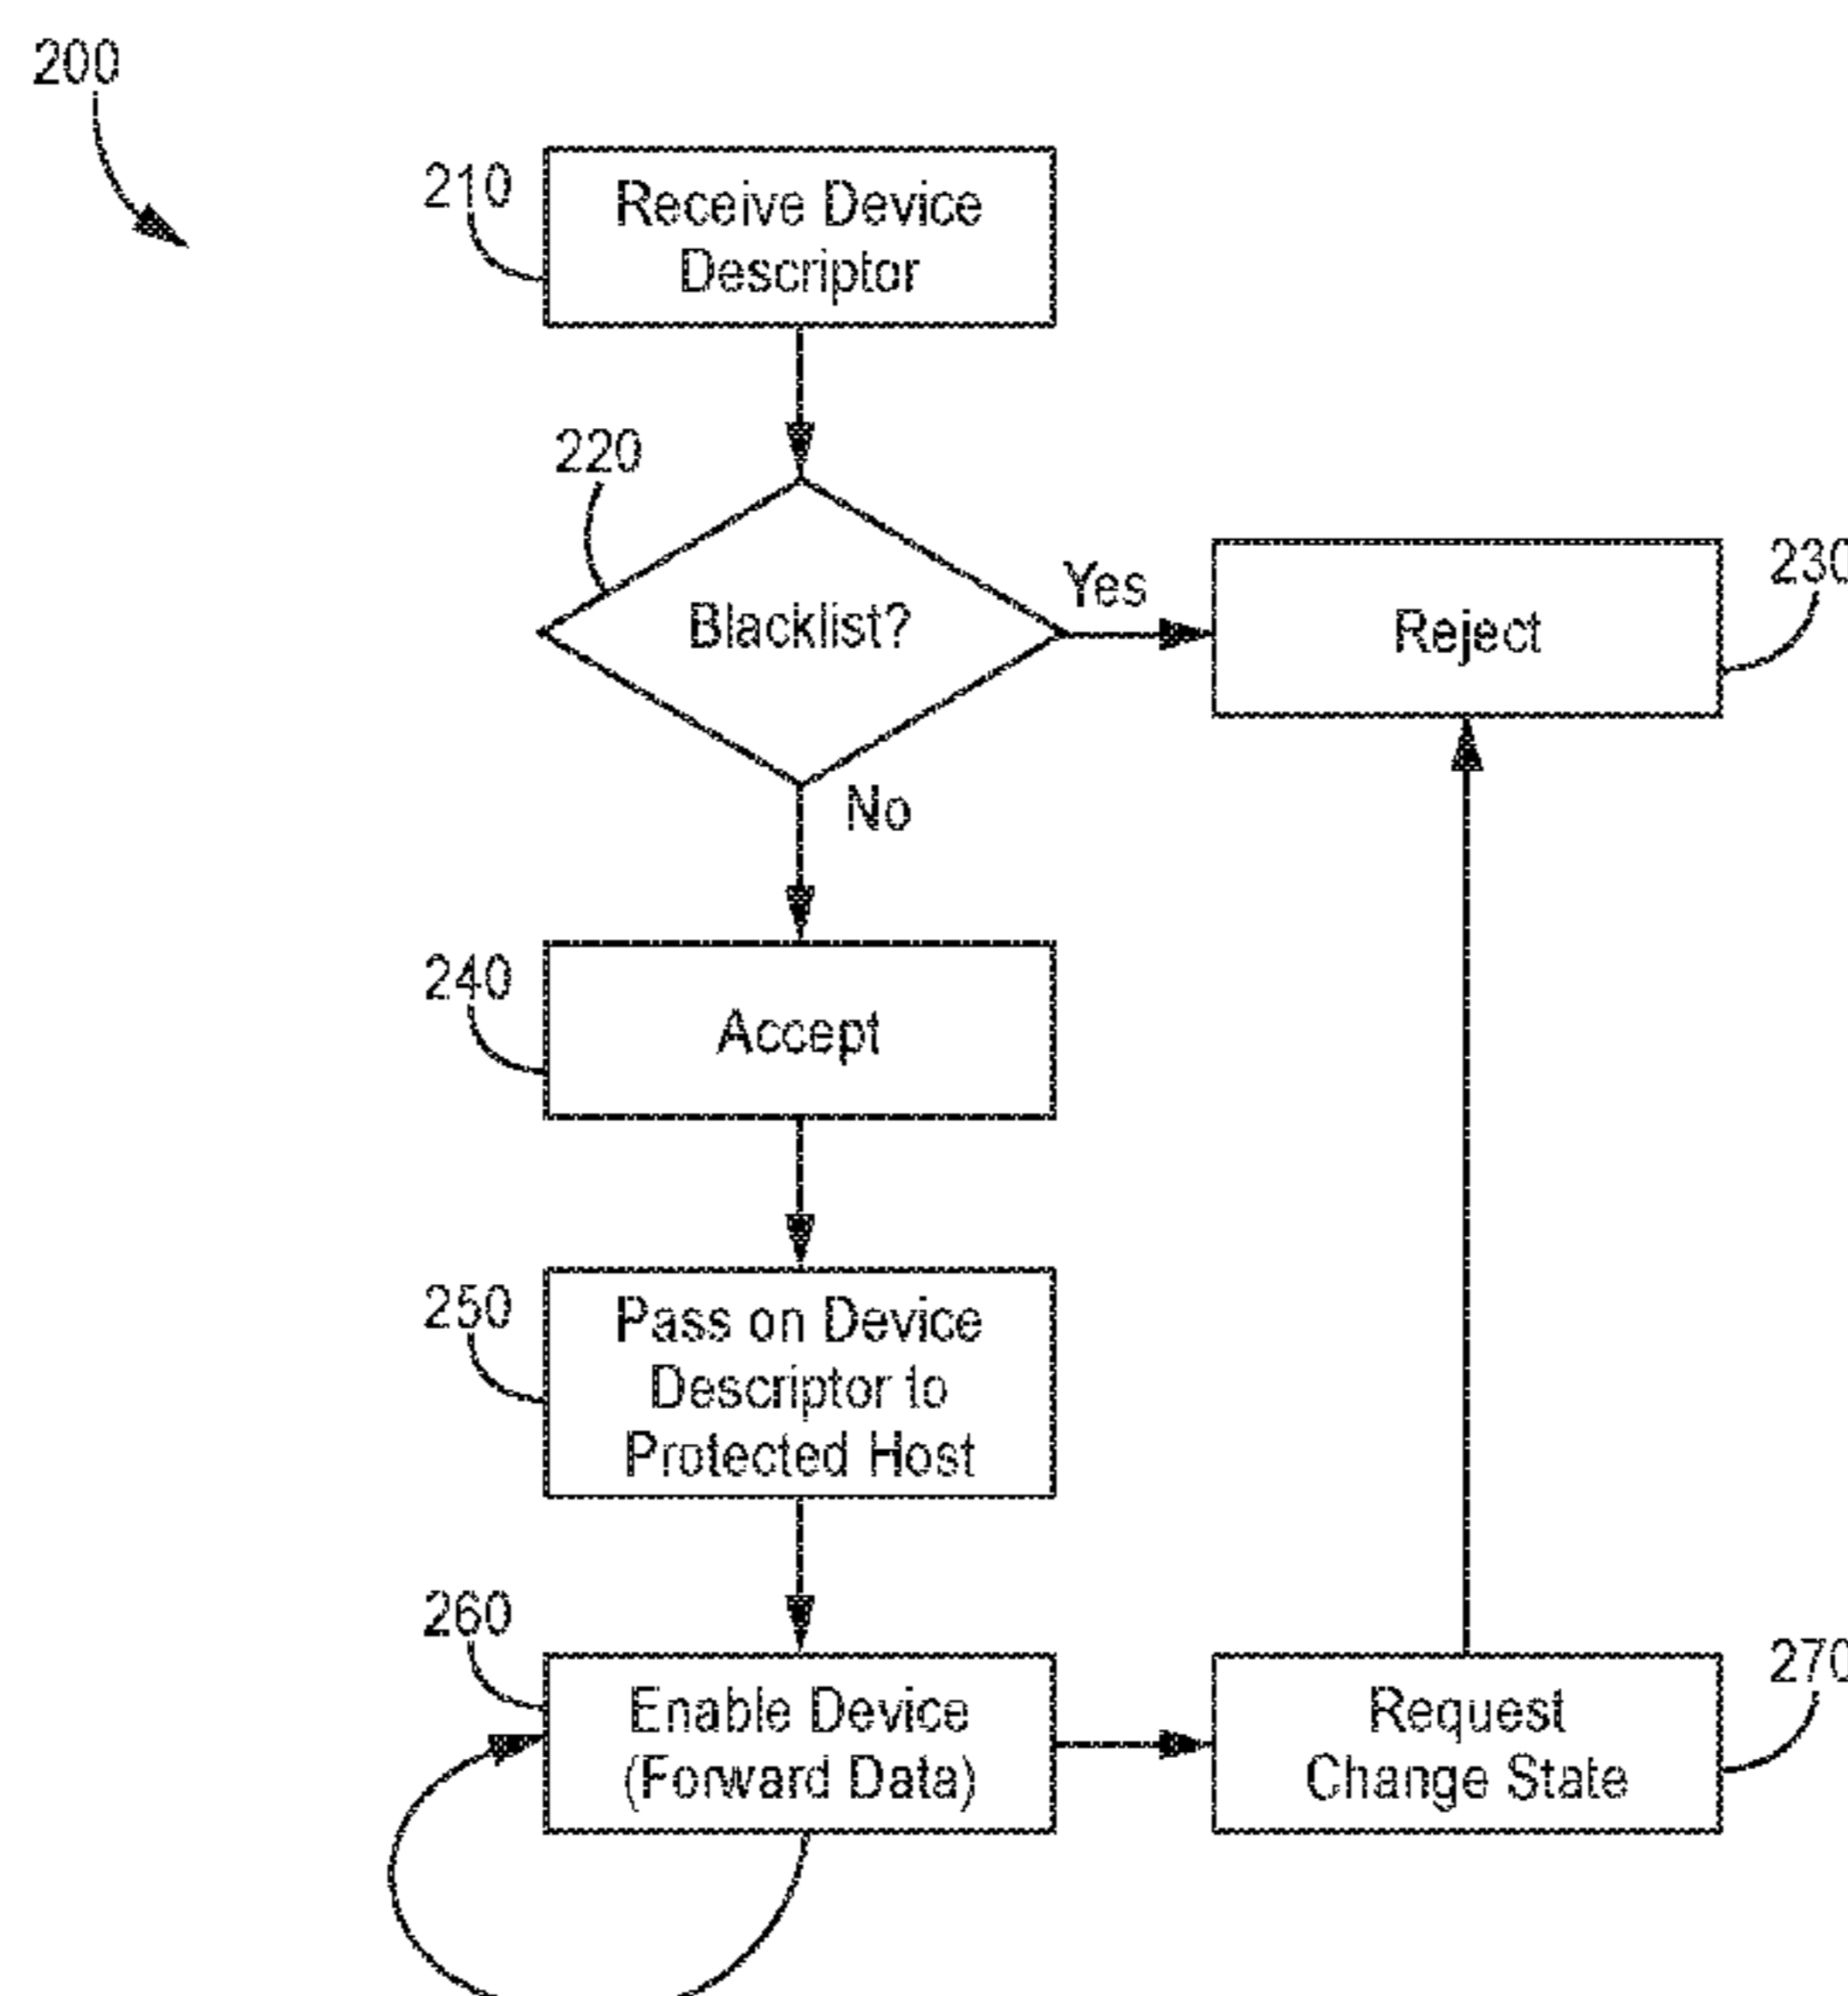 200
210
Receive Device
Descriptor
220
Blacklist?
Yes
230
Reject
No
240
Accept
250
Pass on Device
Descriptor to
Protected Host
260
Enable Device
(Forward Data)
270
Request
Change State